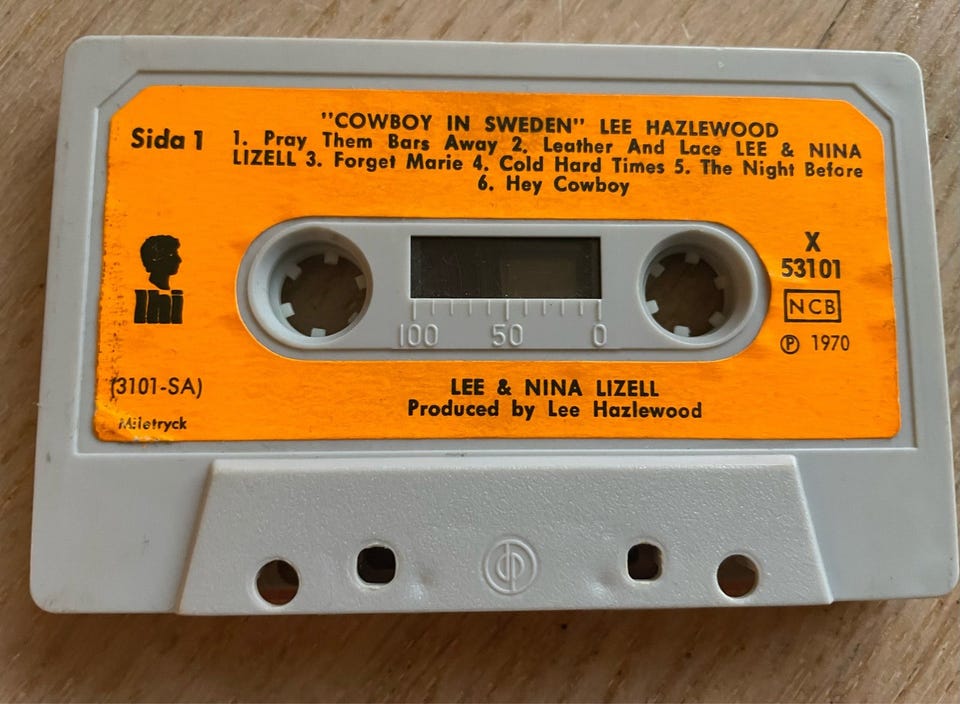 "COWBOY IN SWEDEN" LEE HAZLEWOOD
Sida 1
1. Pray Them Bars Away 2. Leather And Lace LEE & NINA
LIZELL 3. Forget Marie 4. Cold Hard Times 5. The Night Before
6. Hey Cowboy
lhi
X
53101
NCB
℗ 1970
100 50 0
(3101-SA)
Miletryck
LEE & NINA LIZELL
Produced by Lee Hazlewood